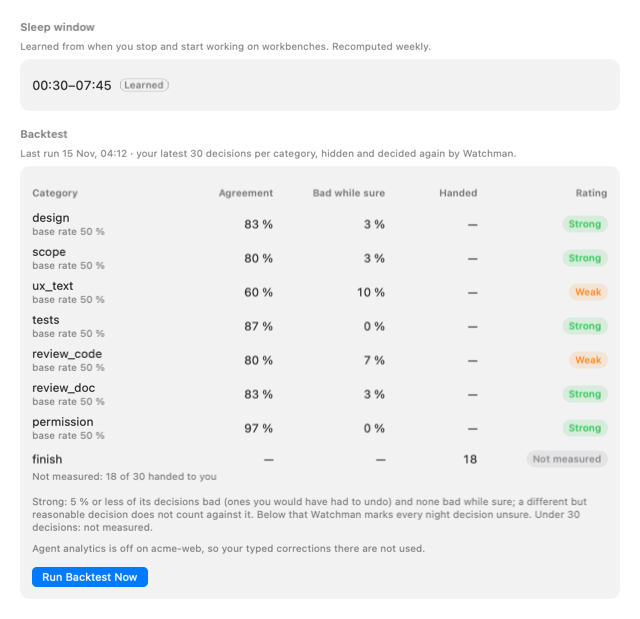 Sleep window
Learned from when you stop and start working on workbenches. Recomputed weekly.
00:30–07:45 Learned
Backtest
Last run 15 Nov, 04:12 · your latest 30 decisions per category, hidden and decided again by Watchman.
Category Agreement Bad while sure Handed Rating
design 83 % 3 % — Strong
base rate 50 %
scope 80 % 3 % — Strong
base rate 50 %
ux_text 60 % 10 % — Weak
base rate 50 %
tests 87 % 0 % — Strong
base rate 50 %
review_code 80 % 7 % — Weak
base rate 50 %
review_doc 83 % 3 % — Strong
base rate 50 %
permission 97 % 0 % — Strong
base rate 50 %
finish — — 18 Not measured
Not measured: 18 of 30 handed to you
Strong: 5 % or less of its decisions bad (ones you would have had to undo) and none bad while sure; a different but
reasonable decision does not count against it. Below that Watchman marks every night decision unsure. Under 30
decisions: not measured.
Agent analytics is off on acme-web, so your typed corrections there are not used.
Run Backtest Now